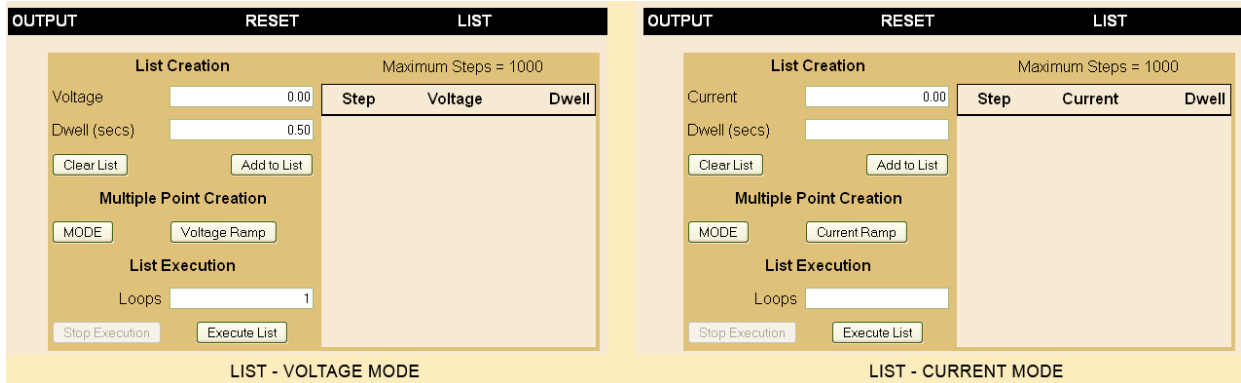 OUTPUT RESET LIST
List Creation Maximum Steps = 1000
Voltage 0.00 Step Voltage Dwell
Dwell (secs) 0.50
Clear List Add to List
Multiple Point Creation
MODE Voltage Ramp
List Execution
Loops 1
Stop Execution Execute List
LIST - VOLTAGE MODE
OUTPUT RESET LIST
List Creation Maximum Steps = 1000
Current 0.00 Step Current Dwell
Dwell (secs)
Clear List Add to List
Multiple Point Creation
MODE Current Ramp
List Execution
Loops
Stop Execution Execute List
LIST - CURRENT MODE